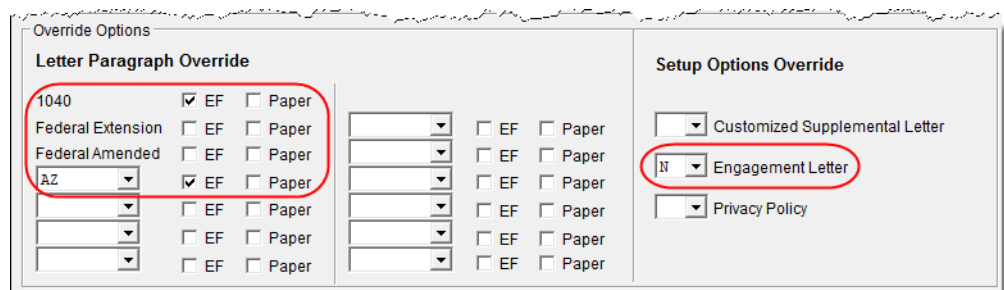 Override Options
Letter Paragraph Override
1040 EF Paper
Federal Extension EF Paper
Federal Amended EF Paper
AZ EF Paper
EF Paper
EF Paper
EF Paper
EF Paper
EF Paper
EF Paper
EF Paper
EF Paper
EF Paper
Setup Options Override
Customized Supplemental Letter
N Engagement Letter
Privacy Policy